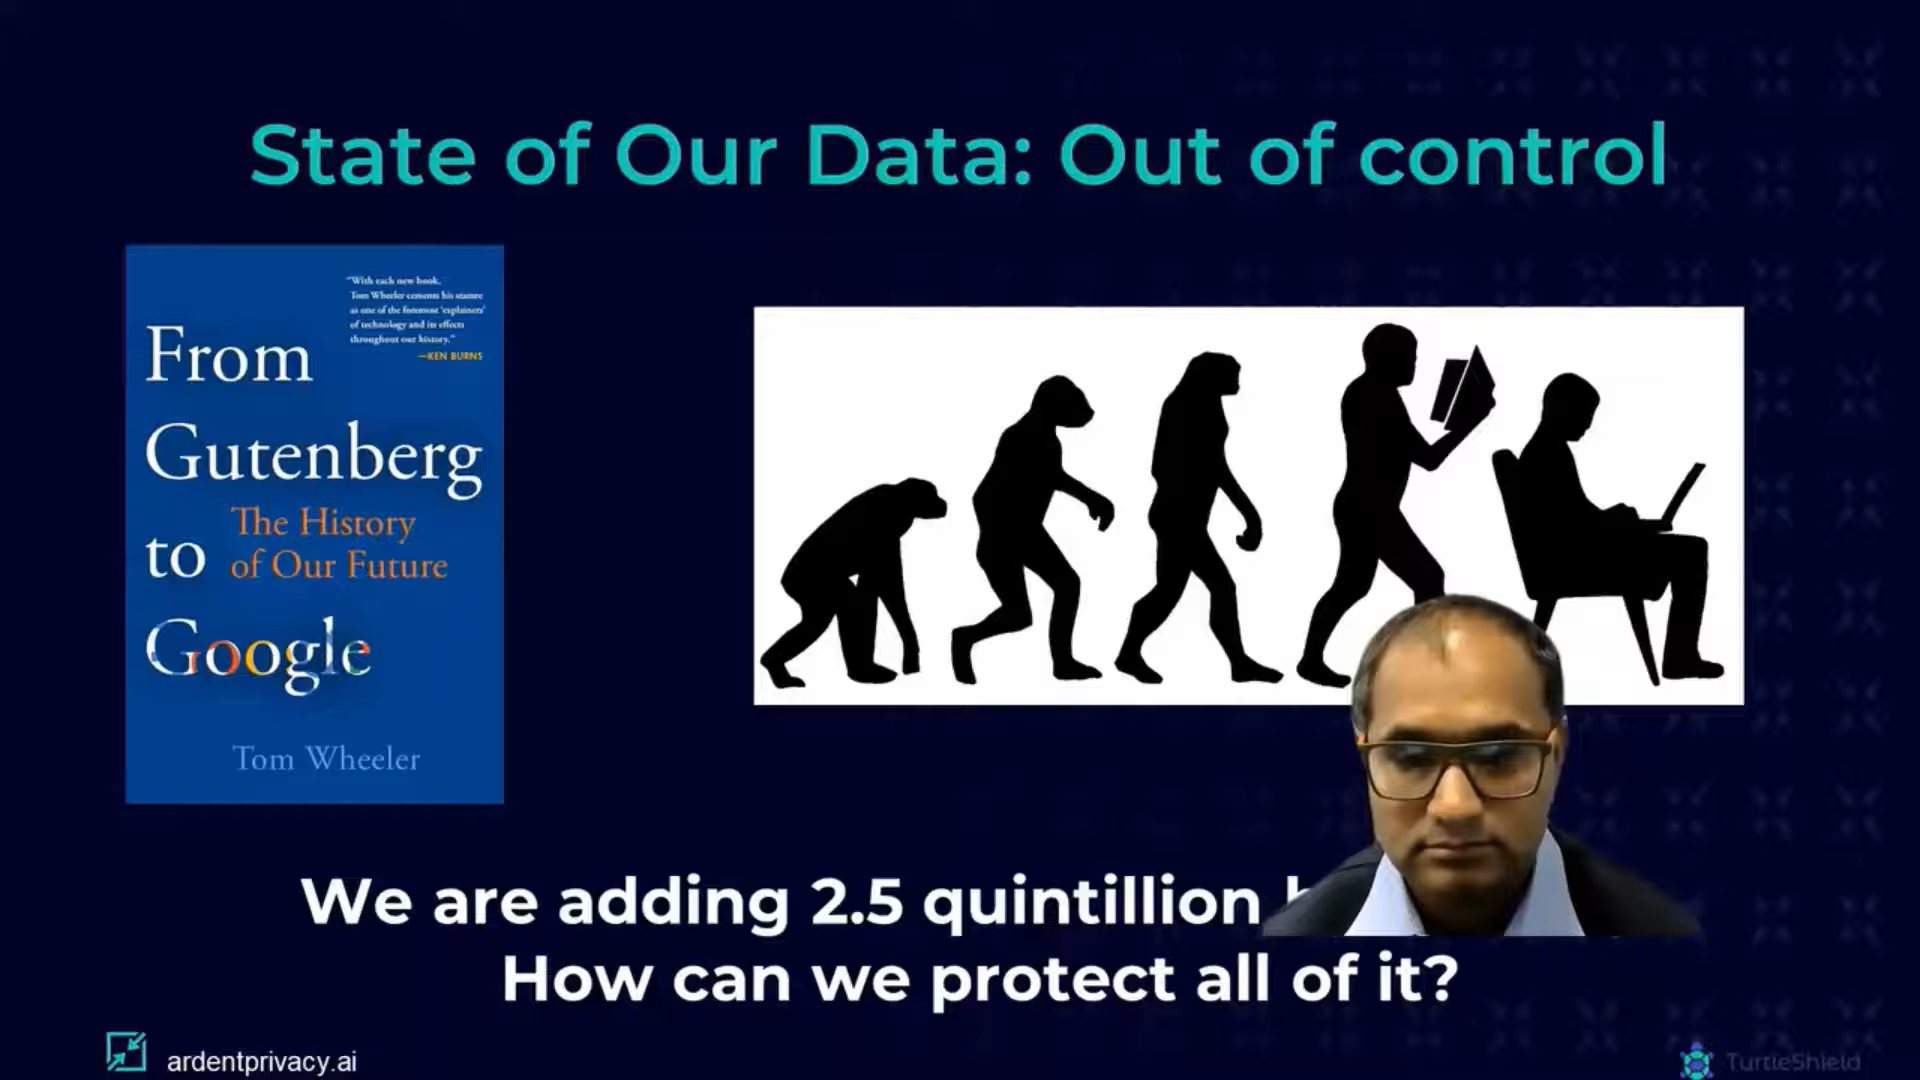 State of Our Data: Out of control
"With each new book,
Tom Wheeler cements his stature
as one of the foremost 'explainers'
of technology and its effects
throughout our history."
—KEN BURNS
From
Gutenberg
to
The History
of Our Future
Google
Tom Wheeler
We are adding 2.5 quintillion
How can we protect all of it?
ardentprivacy.ai
TurtleShield